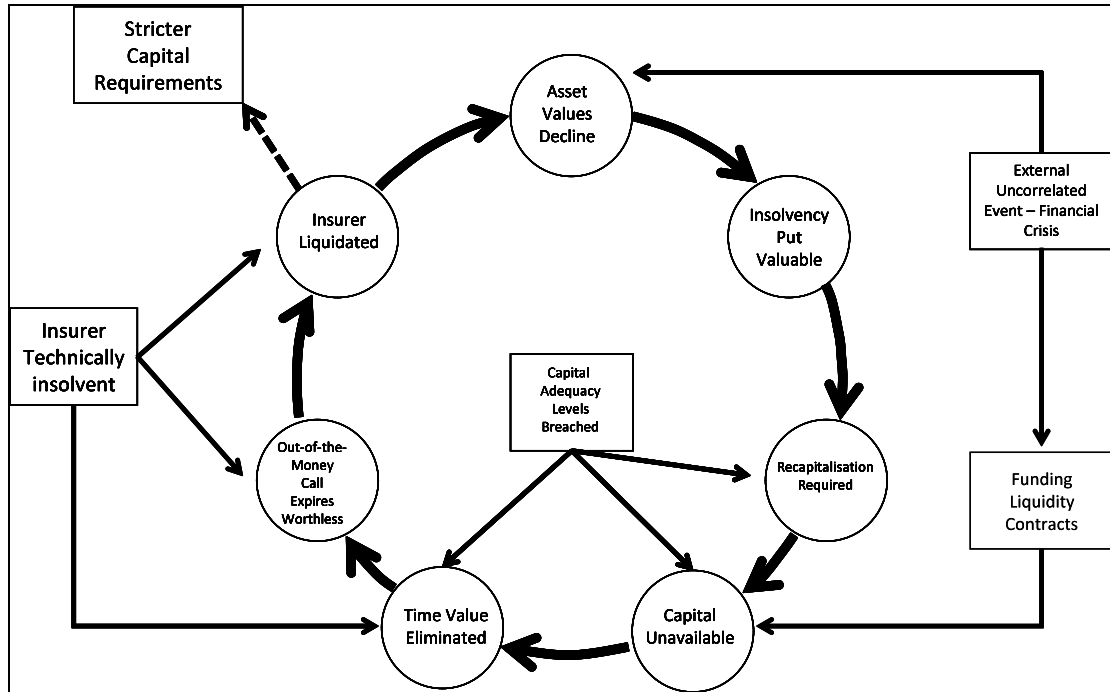 Stricter
Capital
Requirements
Asset
Values
Decline
External
Uncorrelated
Event – Financial
Crisis
Insurer
Liquidated
Insolvency
Put
Valuable
Insurer
Technically
insolvent
Capital
Adequacy
Levels
Breached
Out-of-the-
Money
Call
Expires
Worthless
Recapitalisation
Required
Funding
Liquidity
Contracts
Time Value
Eliminated
Capital
Unavailable